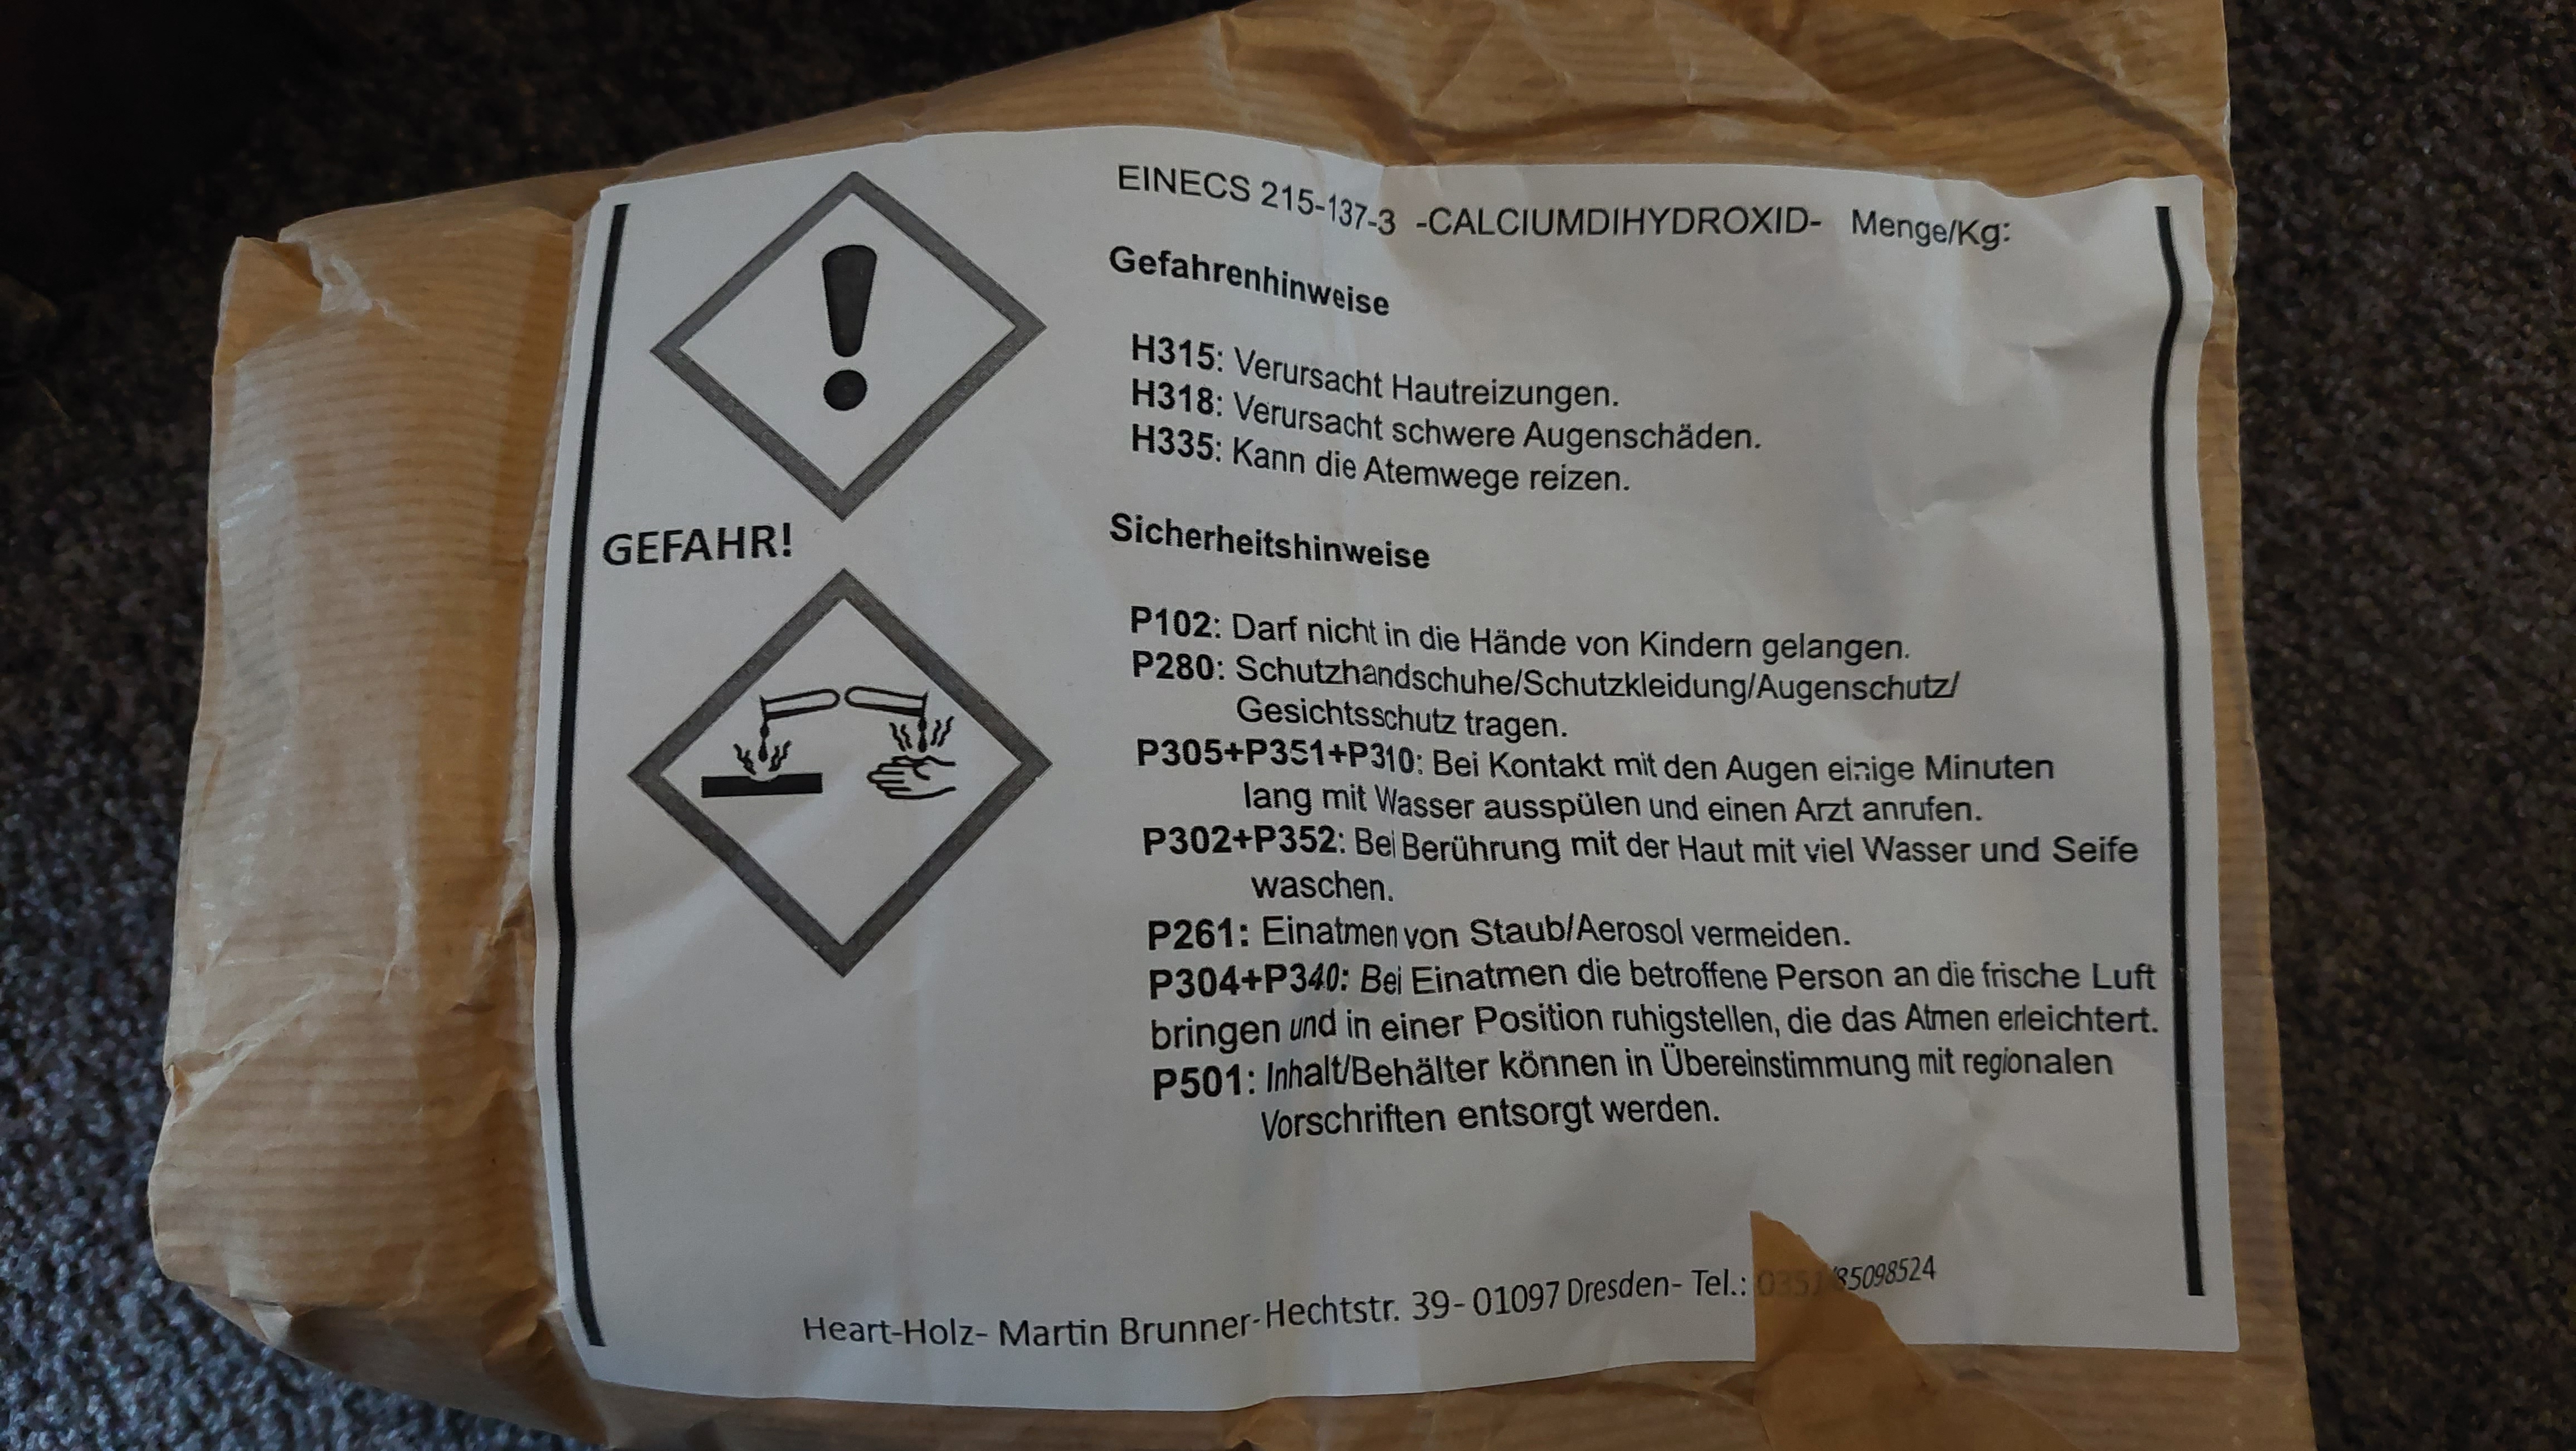 EINECS 215-137-3 -CALCIUMDIHYDROXID- Menge/Kg:
Gefahrenhinweise
H315: Verursacht Hautreizungen.
H318: Verursacht schwere Augenschäden.
H335: Kann die Atemwege reizen.
GEFAHR!
Sicherheitshinweise
P102: Darf nicht in die Hände von Kindern gelangen.
P280: Schutzhandschuhe/Schutzkleidung/Augenschutz/
Gesichtsschutz tragen.
P305+P351+P310: Bei Kontakt mit den Augen einige Minuten
lang mit Wasser ausspülen und einen Arzt anrufen.
P302+P352: Bei Berührung mit der Haut mit viel Wasser und Seife
waschen.
P261: Einatmen von Staub/Aerosol vermeiden.
P304+P340: Bei Einatmen die betroffene Person an die frische Luft
bringen und in einer Position ruhigstellen, die das Atmen erleichtert.
P501: Inhalt/Behälter können in Übereinstimmung mit regionalen
Vorschriften entsorgt werden.
Heart-Holz- Martin Brunner-Hechtstr. 39- 01097 Dresden- Tel.: 0351/85098524